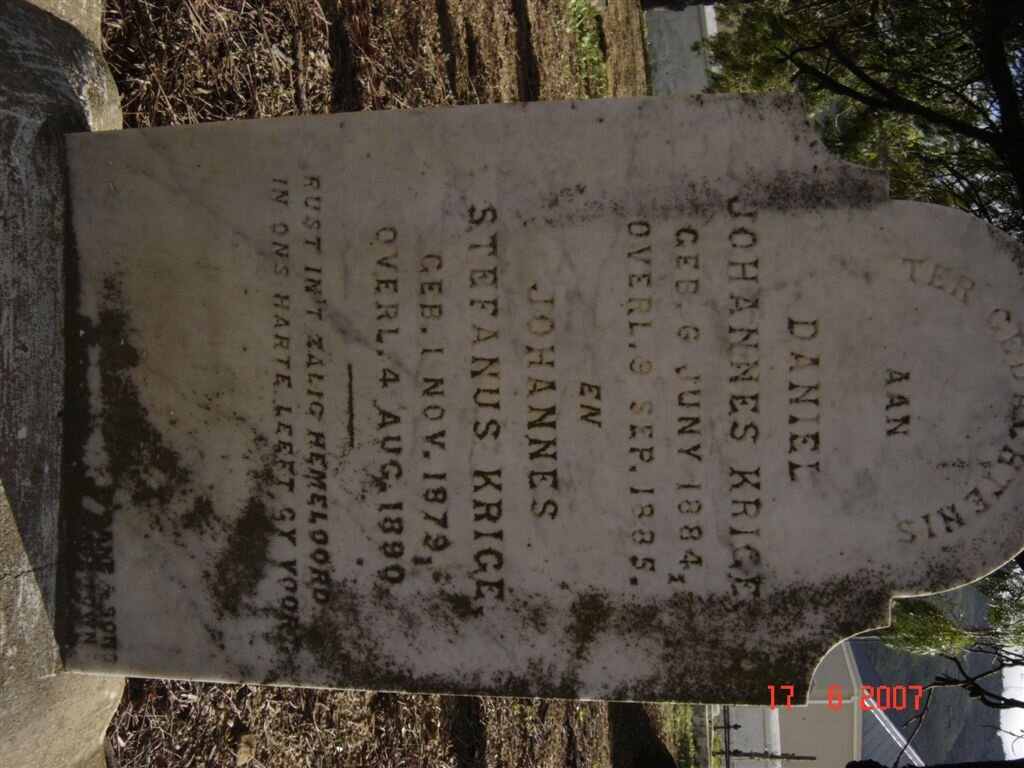 TER GEDACHTENIS
AAN
DANIEL
JOHANNES KRIGE,
GEB. 6 JUNY 1884,
OVERL. 9 SEP. 1885.
EN
JOHANNES
STEFANUS KRIGE,
GEB. 1 NOV. 1879,
OVERL. 4 AUG. 1890
RUST IN'T ZALIG HEMELOORD
IN ONS HARTE LEEFT GY VOORT
17 6 2007